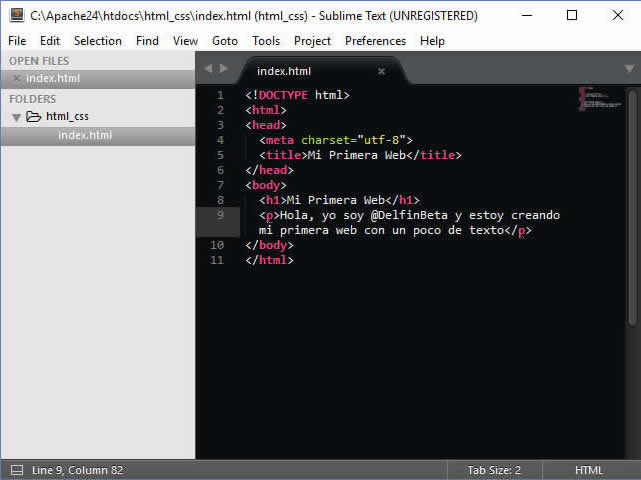 C:\Apache24\htdocs\html_css\index.html (html_css) - Sublime Text (UNREGISTERED)
File Edit Selection Find View Goto Tools Project Preferences Help
OPEN FILES
index.html
FOLDERS
html_css
index.html
index.html
1 <!DOCTYPE html>
2 <html>
3 <head>
4 <meta charset="utf-8">
5 <title>Mi Primera Web</title>
6 </head>
7 <body>
8 <h1>Mi Primera Web</h1>
9 <p>Hola, yo soy @DelfinBeta y estoy creando
mi primera web con un poco de texto</p>
10 </body>
11 </html>
Line 9, Column 82 Tab Size: 2 HTML